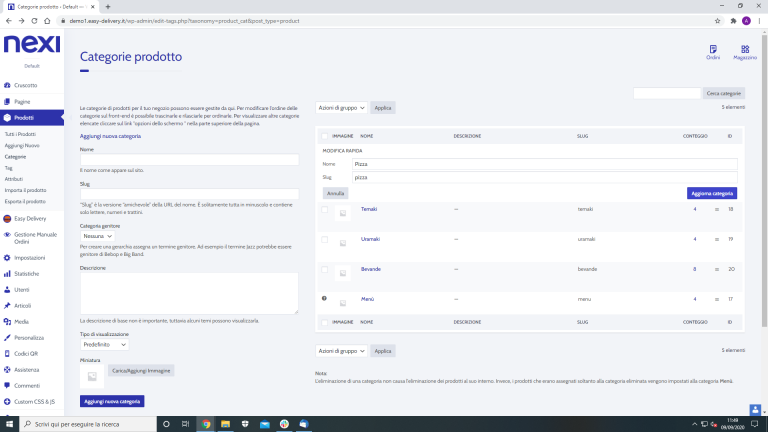 Categorie prodotto ‹ Default — ×
demo1.easy-delivery.it/wp-admin/edit-tags.php?taxonomy=product_cat&post_type=product
A
nexi
Default
Cruscotto
Pagine
Prodotti
Tutti i Prodotti
Aggiungi Nuovo
Categorie
Tag
Attributi
Importa il prodotto
Esporta il prodotto
Easy Delivery
Gestione Manuale
Ordini
Impostazioni
Statistiche
Utenti
Articoli
Media
Personalizza
Codici QR
Assistenza
Commenti
Custom CSS & JS
Categorie prodotto
Ordini
Magazzino
Cerca categorie
Le categorie di prodotti per il tuo negozio possono essere gestite da qui. Per modificare l'ordine delle
categorie sul front-end è possibile trascinarle e rilasciarle per ordinarle. Per visualizzare altre categorie
elencate cliccare sul link "opzioni dello schermo " nella parte superiore della pagina.
Aggiungi nuova categoria
Nome
Il nome come appare sul sito.
Slug
"Slug" è la versione "amichevole" della URL del nome. È solitamente tutta in minuscolo e contiene
solo lettere, numeri e trattini.
Categoria genitore
Nessuna
Per creare una gerarchia assegna un termine genitore. Ad esempio il termine Jazz potrebbe essere
genitore di Bebop e Big Band.
Descrizione
La descrizione di base non è importante, tuttavia alcuni temi possono visualizzarla.
Tipo di visualizzazione
Predefinito
Miniatura
Carica/Aggiungi Immagine
Aggiungi nuova categoria
Azioni di gruppo Applica
5 elementi
IMMAGINE NOME DESCRIZIONE SLUG CONTEGGIO ID
MODIFICA RAPIDA
Nome Pizza
Slug pizza
Annulla Aggiorna categoria
Temaki — temaki 4 18
Uramaki — uramaki 4 19
Bevande — bevande 8 20
Menù — menu 4 17
IMMAGINE NOME DESCRIZIONE SLUG CONTEGGIO ID
Azioni di gruppo Applica
5 elementi
Nota:
L'eliminazione di una categoria non causa l'eliminazione dei prodotti al suo interno. Invece, i prodotti che erano assegnati soltanto alla categoria eliminata vengono impostati alla categoria Menù.
Scrivi qui per eseguire la ricerca
11:49
09/09/2020